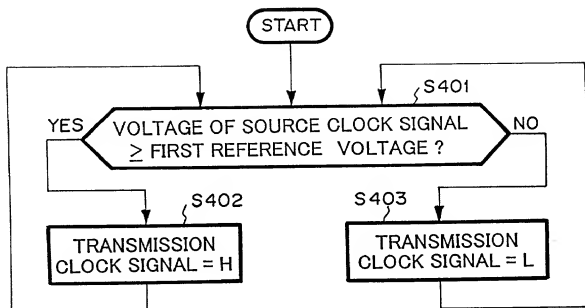 START
S401
YES
VOLTAGE OF SOURCE CLOCK SIGNAL
≥ FIRST REFERENCE VOLTAGE ?
NO
S402
TRANSMISSION
CLOCK SIGNAL = H
S403
TRANSMISSION
CLOCK SIGNAL = L